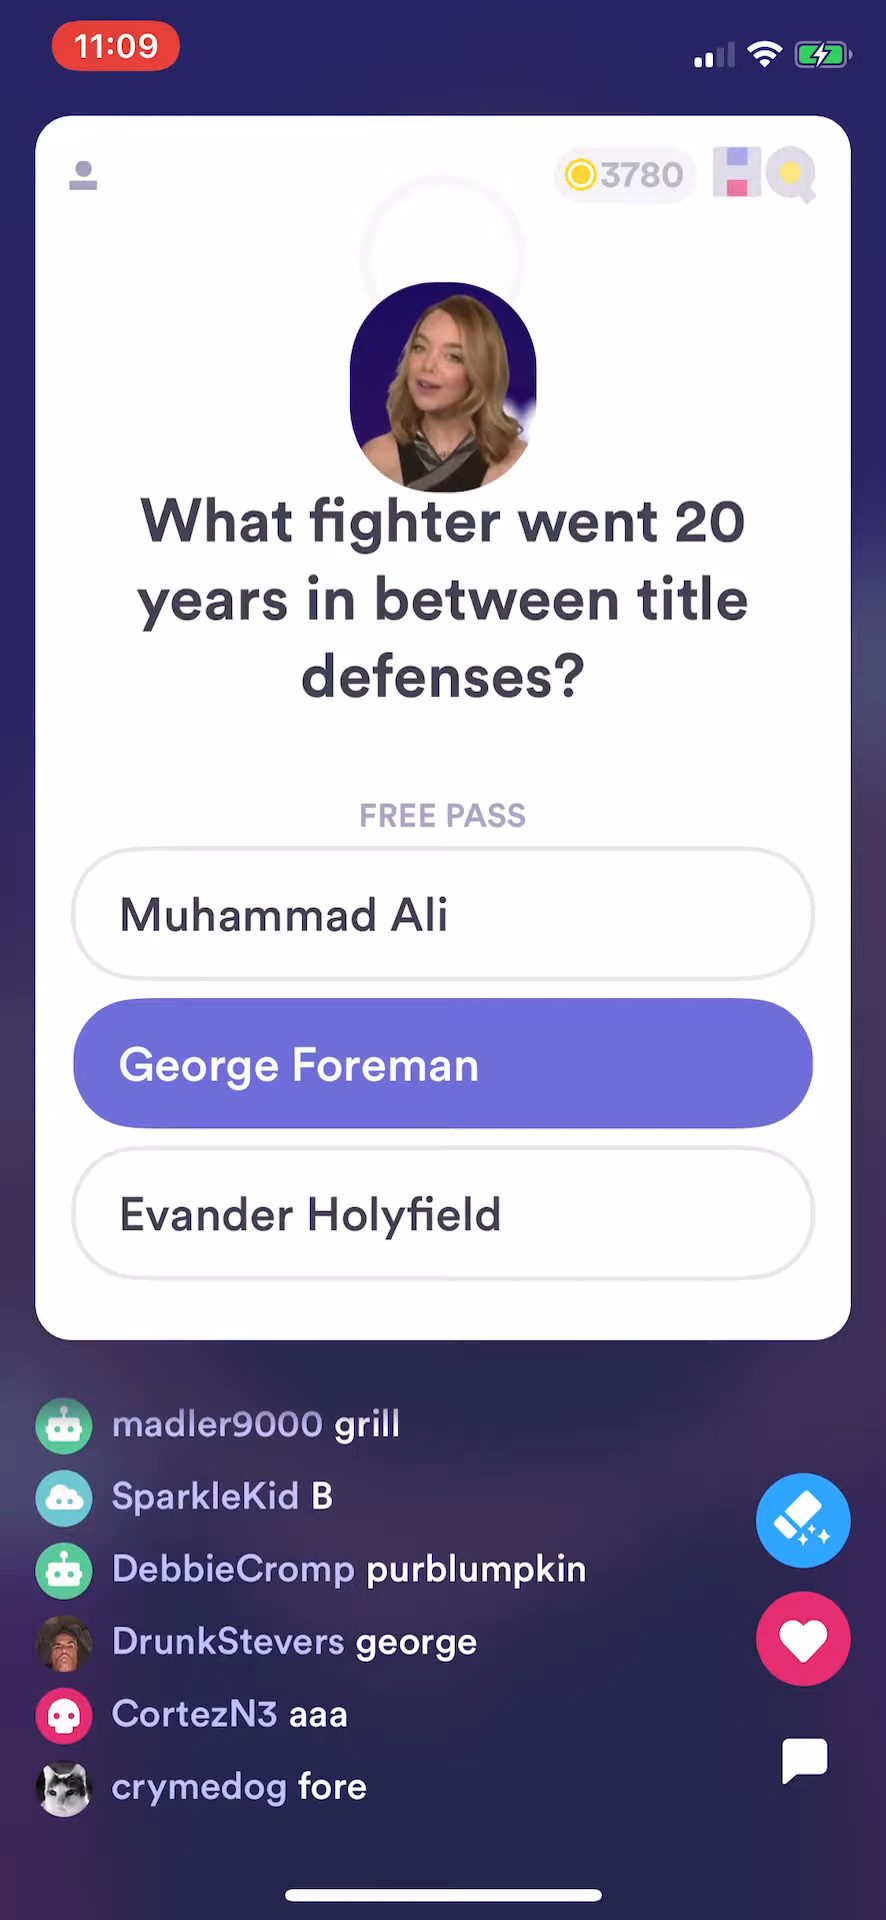 11:09
3780 HQ
What fighter went 20
years in between title
defenses?
FREE PASS
Muhammad Ali
George Foreman
Evander Holyfield
madler9000 grill
SparkleKid B
DebbieCromp purblumpkin
DrunkStevers george
CortezN3 aaa
crymedog fore